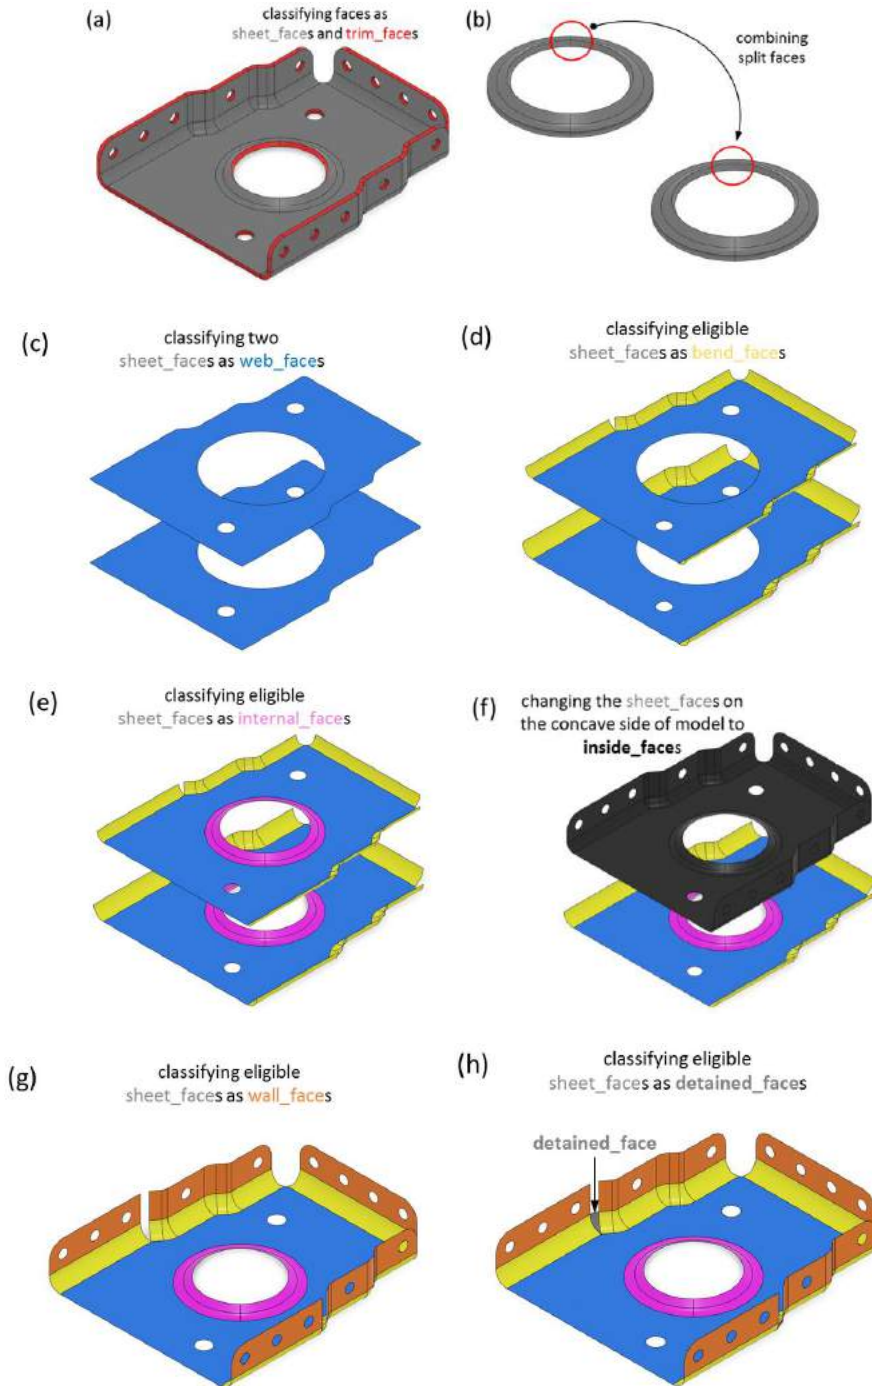 (a)
classifying faces as
sheet_faces and trim_faces
(b)
combining
split faces
(c)
classifying two
sheet_faces as web_faces
(d)
classifying eligible
sheet_faces as bend_faces
(e)
classifying eligible
sheet_faces as internal_faces
(f)
changing the sheet_faces on
the concave side of model to
inside_faces
(g)
classifying eligible
sheet_faces as wall_faces
(h)
classifying eligible
sheet_faces as detained_faces
detained_face